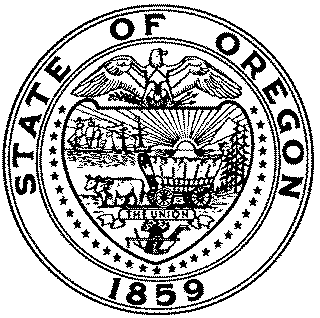 STATE OF OREGON
THE UNION
1859